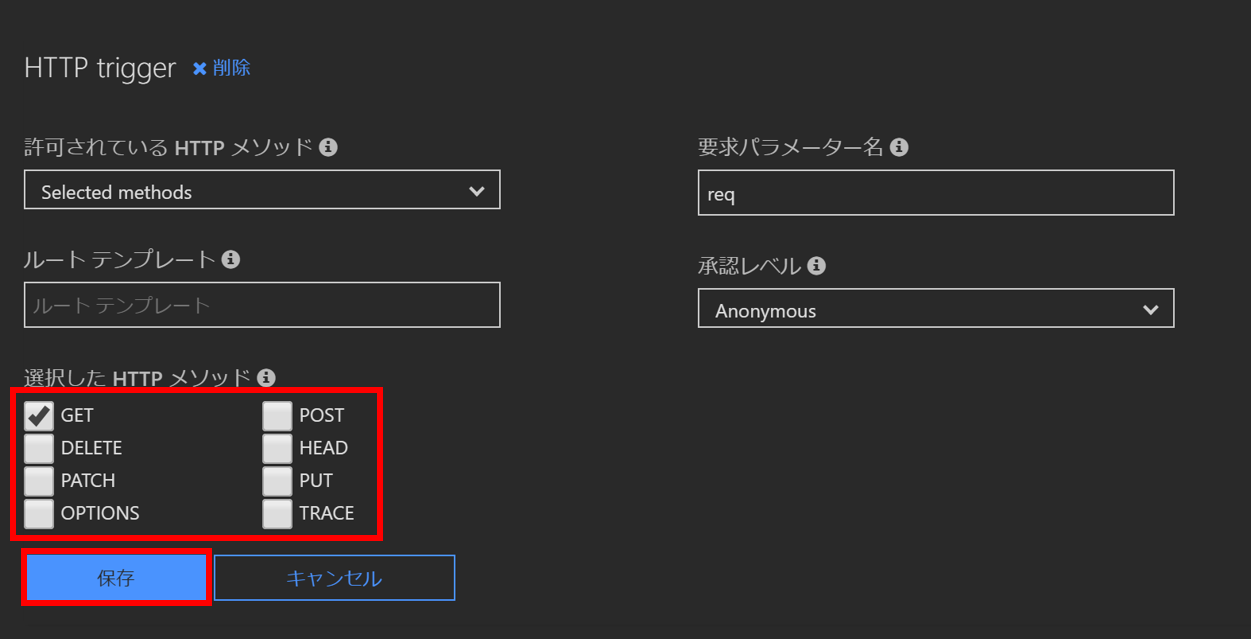 HTTP trigger ✖ 削除
許可されている HTTP メソッド
Selected methods
要求パラメーター名
req
ルート テンプレート
ルート テンプレート
承認レベル
Anonymous
選択した HTTP メソッド
GET POST
DELETE HEAD
PATCH PUT
OPTIONS TRACE
保存 キャンセル